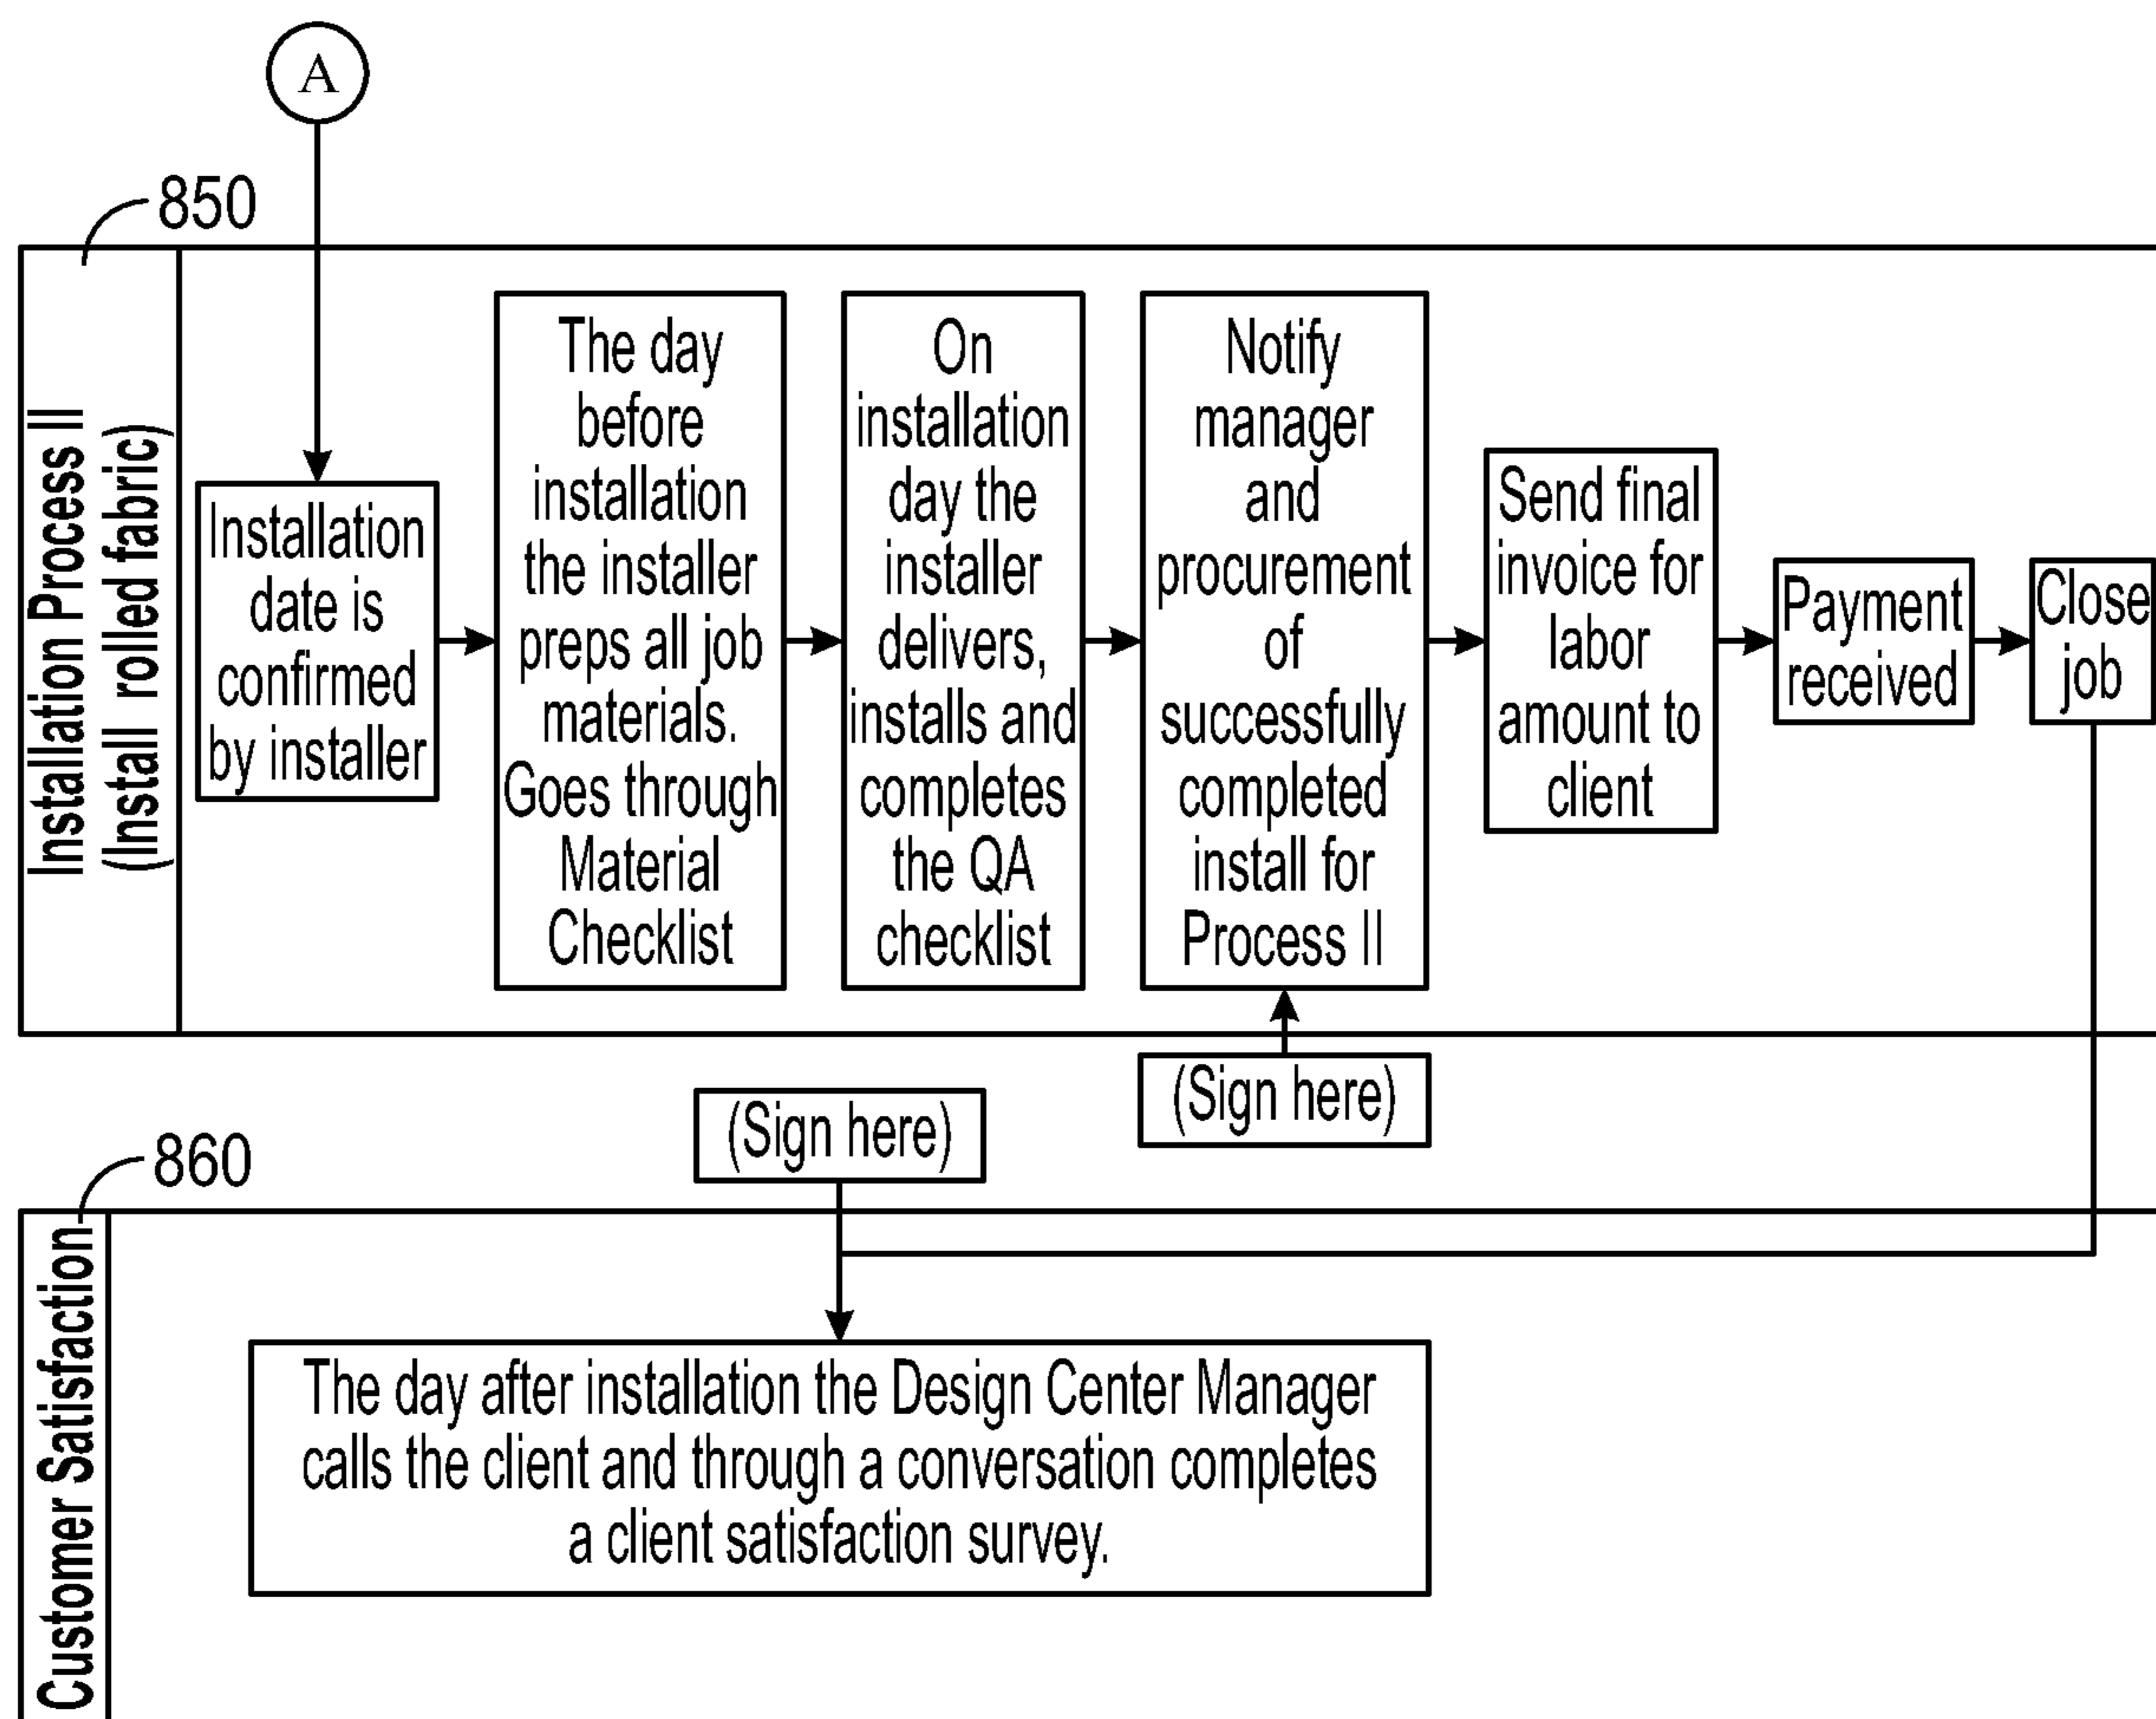 A
850
Installation Process II
(Install rolled fabric)
Installation
date is
confirmed
by installer
The day
before
installation
the installer
preps all job
materials.
Goes through
Material
Checklist
On
installation
day the
installer
delivers,
installs and
completes
the QA
checklist
Notify
manager
and
procurement
of
successfully
completed
install for
Process II
Send final
invoice for
labor
amount to
client
Payment
received
Close
job
(Sign here)
(Sign here)
860
Customer Satisfaction
The day after installation the Design Center Manager
calls the client and through a conversation completes
a client satisfaction survey.